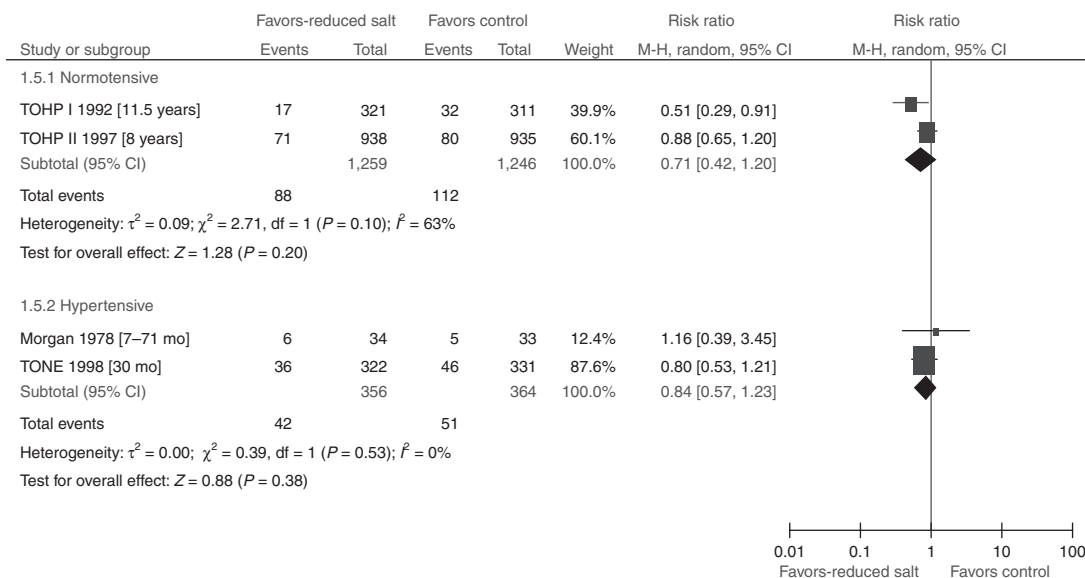 Favors-reduced salt Favors control Risk ratio Risk ratio
Study or subgroup Events Total Events Total Weight M-H, random, 95% CI M-H, random, 95% CI
1.5.1 Normotensive
TOHP I 1992 [11.5 years] 17 321 32 311 39.9% 0.51 [0.29, 0.91]
TOHP II 1997 [8 years] 71 938 80 935 60.1% 0.88 [0.65, 1.20]
Subtotal (95% CI) 1,259 1,246 100.0% 0.71 [0.42, 1.20]
Total events 88 112
Heterogeneity: τ² = 0.09; χ² = 2.71, df = 1 (P = 0.10); I² = 63%
Test for overall effect: Z = 1.28 (P = 0.20)
1.5.2 Hypertensive
Morgan 1978 [7–71 mo] 6 34 5 33 12.4% 1.16 [0.39, 3.45]
TONE 1998 [30 mo] 36 322 46 331 87.6% 0.80 [0.53, 1.21]
Subtotal (95% CI) 356 364 100.0% 0.84 [0.57, 1.23]
Total events 42 51
Heterogeneity: τ² = 0.00; χ² = 0.39, df = 1 (P = 0.53); I² = 0%
Test for overall effect: Z = 0.88 (P = 0.38)
0.01 0.1 1 10 100
Favors-reduced salt Favors control